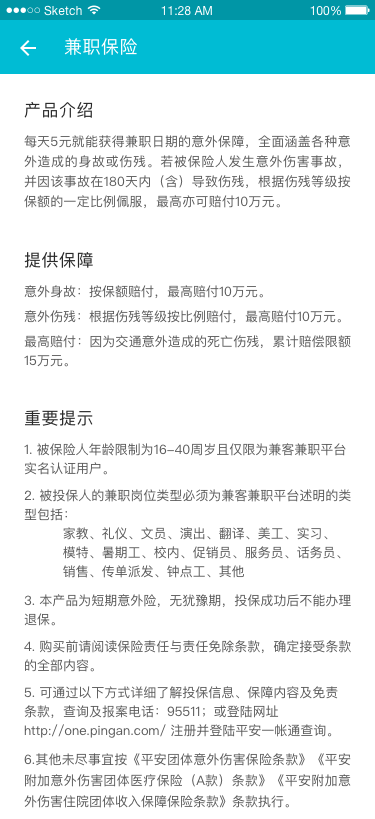 Sketch 11:28 AM 100%
兼职保险
产品介绍
每天5元就能获得兼职日期的意外保障，全面涵盖各种意
外造成的身故或伤残。若被保险人发生意外伤害事故，
并因该事故在180天内（含）导致伤残，根据伤残等级按
保额的一定比例佩服，最高亦可赔付10万元。
提供保障
意外身故：按保额赔付，最高赔付10万元。
意外伤残：根据伤残等级按比例赔付，最高赔付10万元。
最高赔付：因为交通意外造成的死亡伤残，累计赔偿限额
15万元。
重要提示
1. 被保险人年龄限制为16-40周岁且仅限为兼客兼职平台
实名认证用户。
2. 被投保人的兼职岗位类型必须为兼客兼职平台述明的类
型包括：
家教、礼仪、文员、演出、翻译、美工、实习、
模特、暑期工、校内、促销员、服务员、话务员、
销售、传单派发、钟点工、其他
3. 本产品为短期意外险，无犹豫期，投保成功后不能办理
退保。
4. 购买前请阅读保险责任与责任免除条款，确定接受条款
的全部内容。
5. 可通过以下方式详细了解投保信息、保障内容及免责
条款，查询及报案电话：95511；或登陆网址
http://one.pingan.com/ 注册并登陆平安一帐通查询。
6.其他未尽事宜按《平安团体意外伤害保险条款》《平安
附加意外伤害团体医疗保险（A款）条款》《平安附加意
外伤害住院团体收入保障保险条款》条款执行。